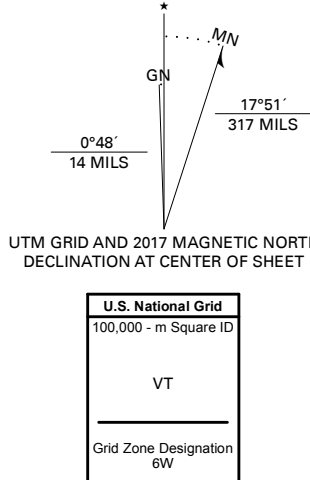 ★
MN
GN
0°48´
14 MILS
17°51´
317 MILS
UTM GRID AND 2017 MAGNETIC NORT
DECLINATION AT CENTER OF SHEET
U.S. National Grid
100,000 - m Square ID
VT
Grid Zone Designation
6W